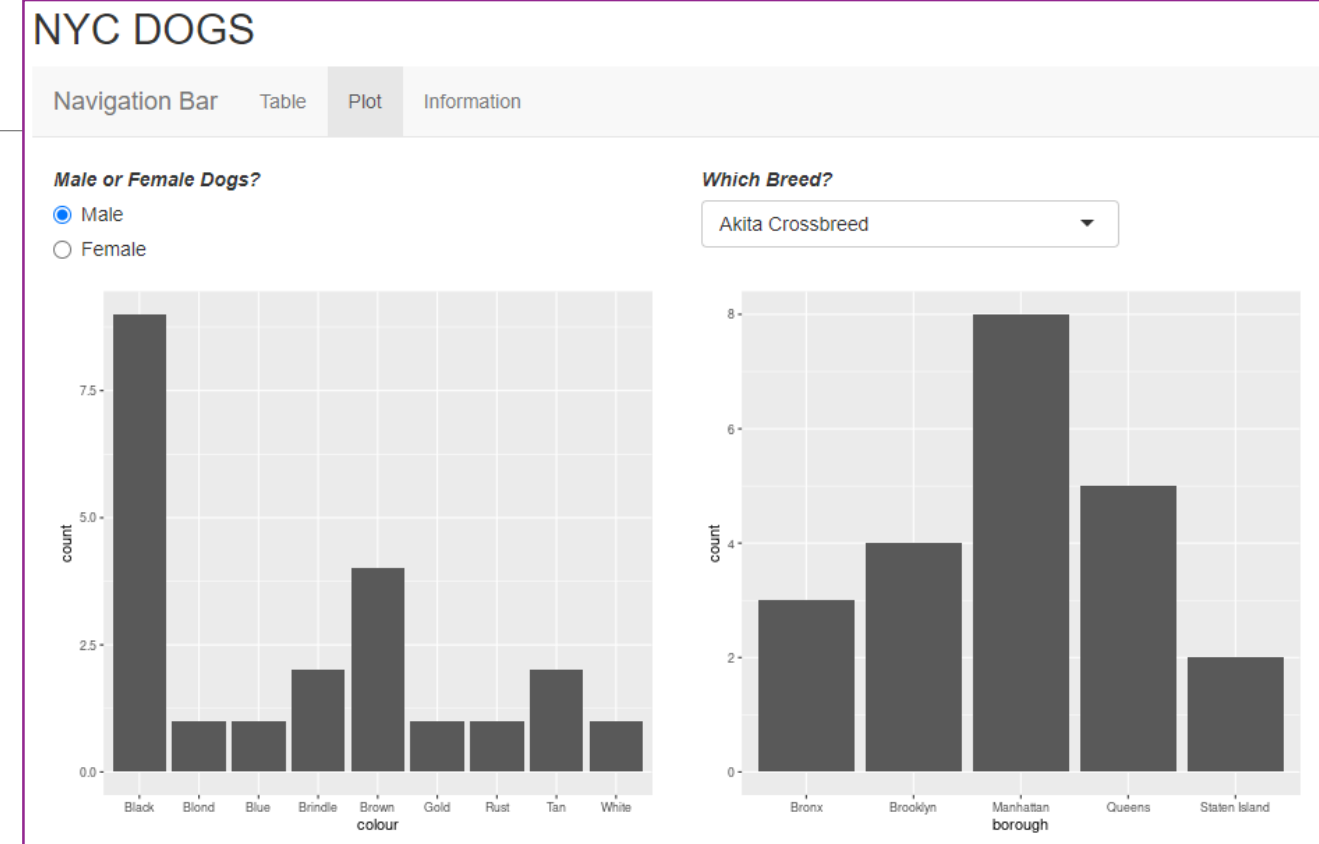 NYC DOGS
Navigation Bar Table Plot Information
Male or Female Dogs?
Male
Female
Which Breed?
Akita Crossbreed
7.5
5.0
2.5
0.0
count
Black Blond Blue Brindle Brown Gold Rust Tan White
colour
8
6
4
2
0
count
Bronx Brooklyn Manhattan Queens Staten Island
borough